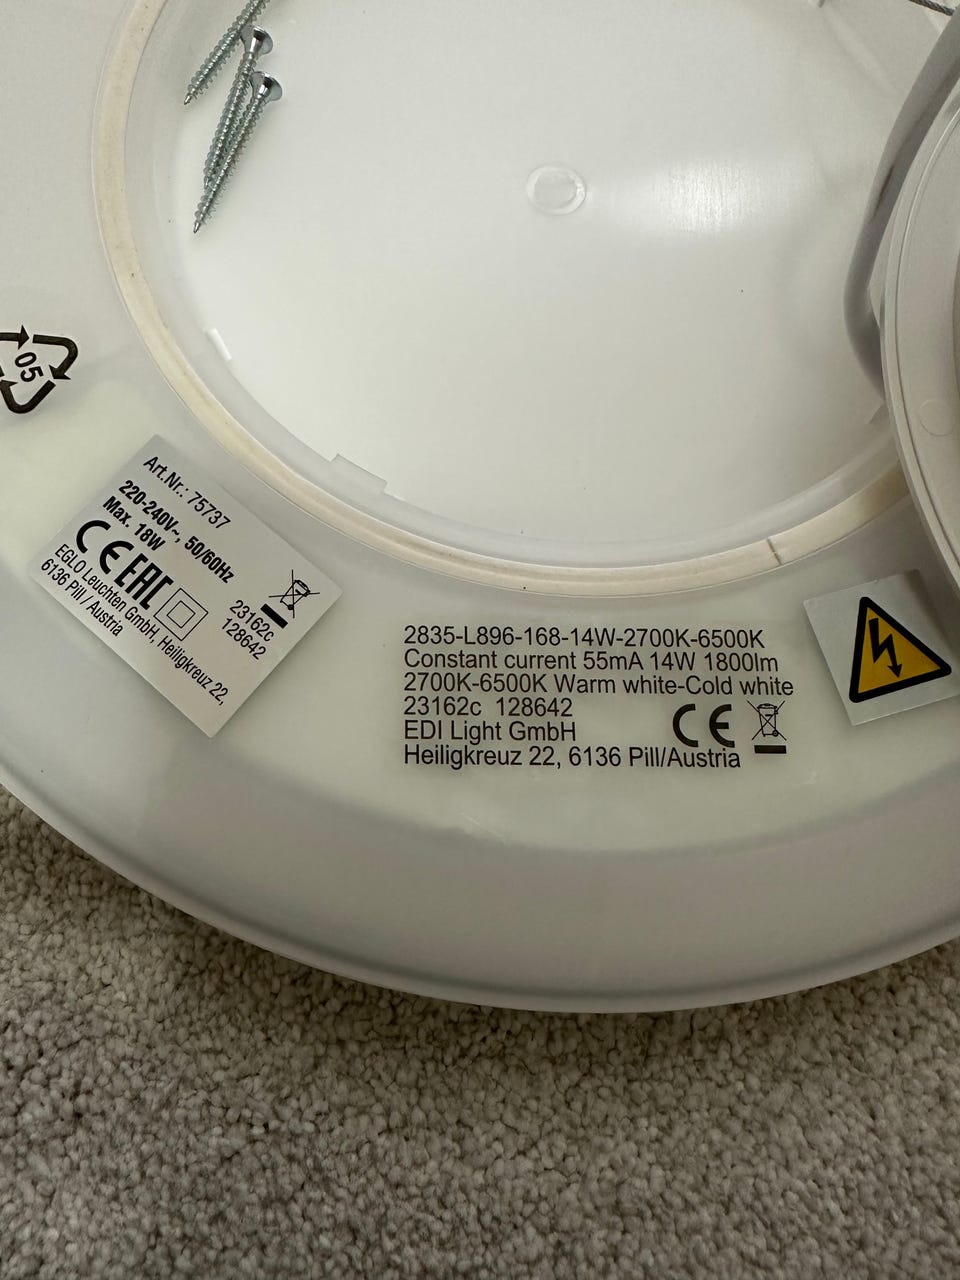 05
Art.Nr.: 75737
220-240V~, 50/60Hz
Max. 18W
CE EAC
23162c
128642
EGLO Leuchten GmbH, Heiligkreuz 22,
6136 Pill / Austria
2835-L896-168-14W-2700K-6500K
Constant current 55mA 14W 1800lm
2700K-6500K Warm white-Cold white
23162c 128642
CE
EDI Light GmbH
Heiligkreuz 22, 6136 Pill/Austria